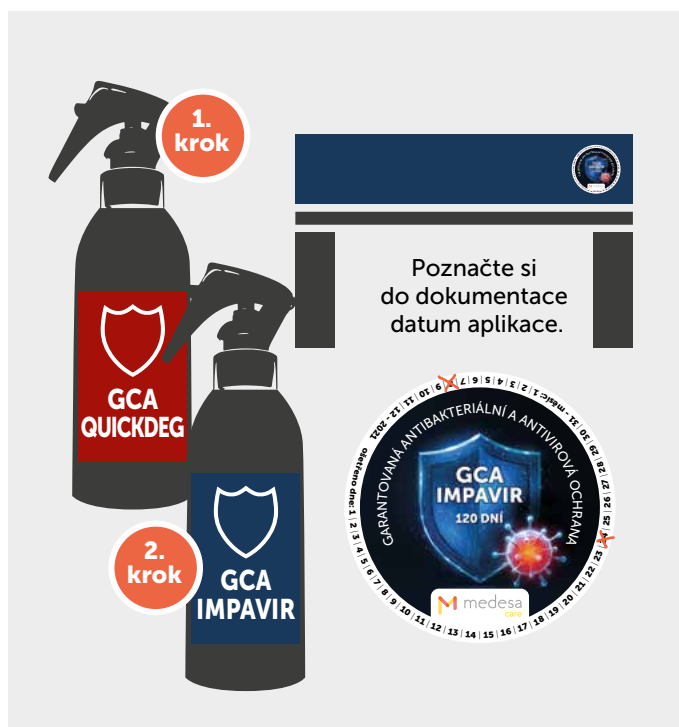 1.
krok
GCA
QUICKDEG
2.
krok
GCA
IMPAVIR
Poznačte si
do dokumentace
datum aplikace.
GARANTOVANÁ ANTIBAKTERIÁLNÍ A ANTIVIROVÁ OCHRANA
GCA
IMPAVIR
120 DNÍ
medesa
care
ošetřeno dne: 1 | 2 | 3 | 4 | 5 | 6 | 7 | 8 | 9 | 10 | 11 | 12 | 13 | 14 | 15 | 16 | 17 | 18 | 19 | 20 | 21 | 22 | 23 | 24 | 25 | 26 | 27 | 28 | 29 | 30 | 31 - měsíc: 1 | 2 | 3 | 4 | 5 | 6 | 7 | 8 | 9 | 10 | 11 | 12 - 2021